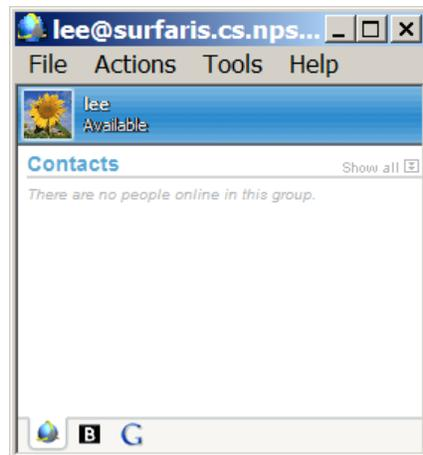 lee@surfaris.cs.nps...
File Actions Tools Help
lee
Available
Contacts Show all
There are no people online in this group.
B G